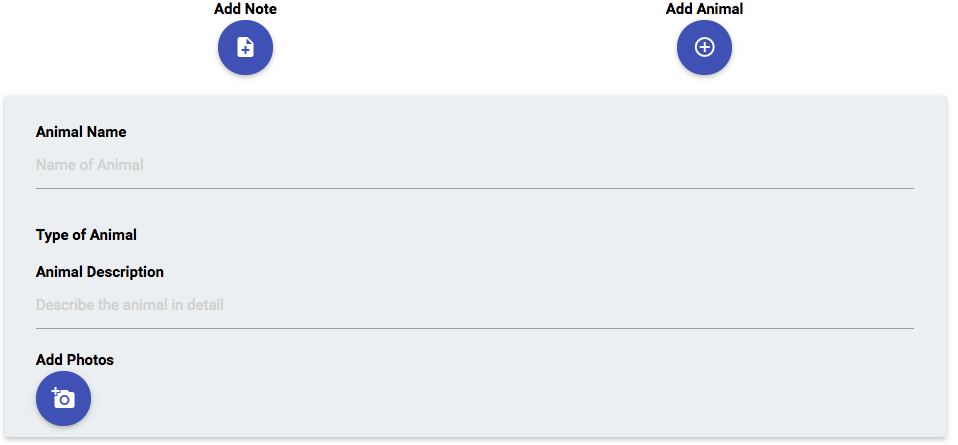 Add Note
Add Animal
Animal Name
Name of Animal
Type of Animal
Animal Description
Describe the animal in detail
Add Photos